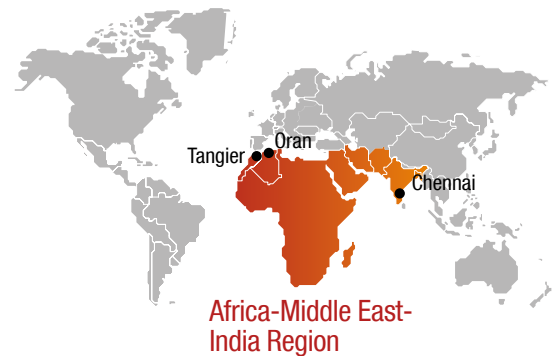 Oran
Tangier
Chennai
Africa-Middle East-
India Region